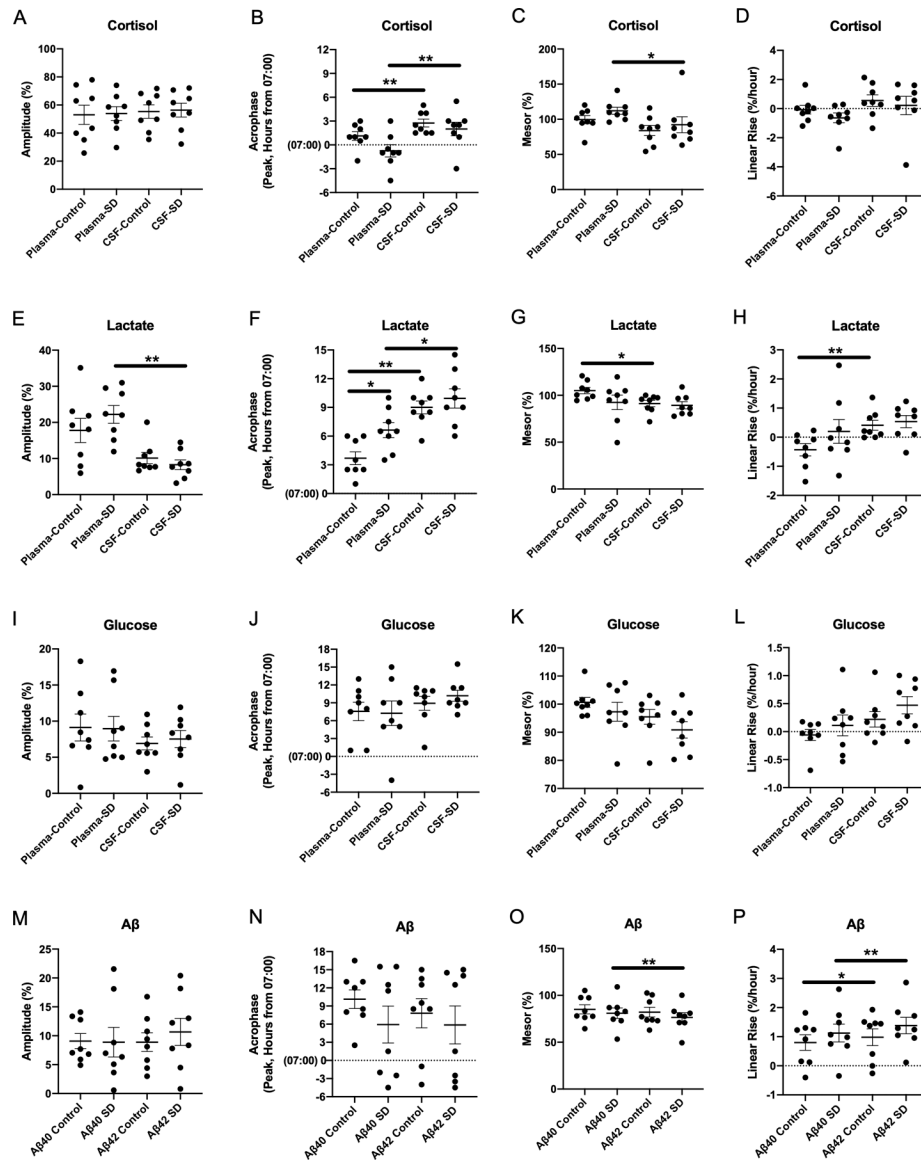 A
Cortisol
Amplitude (%)
100
80
60
40
20
0
Plasma-Control
Plasma-SD
CSF-Control
CSF-SD
B
Cortisol
Acrophase
(Peak, Hours from 07:00)
**
**
12
9
6
3
(07:00) 0
-3
-6
Plasma-Control
Plasma-SD
CSF-Control
CSF-SD
C
Cortisol
Mesor (%)
*
200
150
100
50
0
Plasma-Control
Plasma-SD
CSF-Control
CSF-SD
D
Cortisol
Linear Rise (%/hour)
4
2
0
-2
-4
-6
Plasma-Control
Plasma-SD
CSF-Control
CSF-SD
E
Lactate
Amplitude (%)
**
40
30
20
10
0
Plasma-Control
Plasma-SD
CSF-Control
CSF-SD
F
Lactate
Acrophase
(Peak, Hours from 07:00)
*
**
*
15
12
9
6
3
(07:00) 0
Plasma-Control
Plasma-SD
CSF-Control
CSF-SD
G
Lactate
Mesor (%)
*
150
100
50
0
Plasma-Control
Plasma-SD
CSF-Control
CSF-SD
H
Lactate
Linear Rise (%/hour)
**
3
2
1
0
-1
-2
Plasma-Control
Plasma-SD
CSF-Control
CSF-SD
I
Glucose
Amplitude (%)
20
15
10
5
0
Plasma-Control
Plasma-SD
CSF-Control
CSF-SD
J
Glucose
Acrophase
(Peak, Hours from 07:00)
18
15
12
9
6
3
(07:00) 0
-3
-6
Plasma-Control
Plasma-SD
CSF-Control
CSF-SD
K
Glucose
Mesor (%)
120
110
100
90
80
70
Plasma-Control
Plasma-SD
CSF-Control
CSF-SD
L
Glucose
Linear Rise (%/hour)
1.5
1.0
0.5
0.0
-0.5
1.0
Plasma-Control
Plasma-SD
CSF-Control
CSF-SD
M
Aβ
Amplitude (%)
25
20
15
10
5
0
Aβ40 Control
Aβ40 SD
Aβ42 Control
Aβ42 SD
N
Aβ
Acrophase
(Peak, Hours from 07:00)
18
15
12
9
6
3
(07:00) 0
-3
-6
Aβ40 Control
Aβ40 SD
Aβ42 Control
Aβ42 SD
O
Aβ
Mesor (%)
**
150
100
50
0
Aβ40 Control
Aβ40 SD
Aβ42 Control
Aβ42 SD
P
Aβ
Linear Rise (%/hour)
**
*
4
3
2
1
0
-1
Aβ40 Control
Aβ40 SD
Aβ42 Control
Aβ42 SD